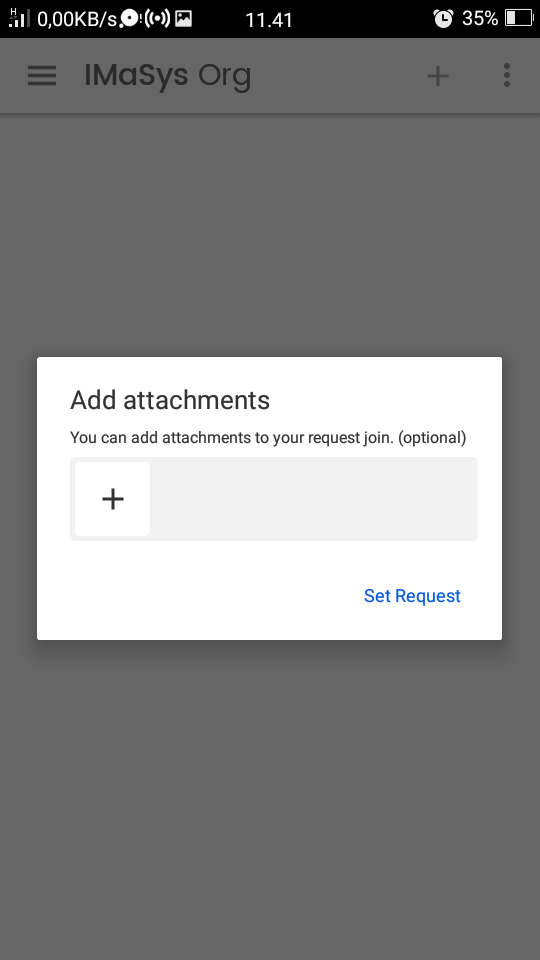 H
0,00KB/s 11.41 35%
IMaSys Org
Add attachments
You can add attachments to your request join. (optional)
Set Request